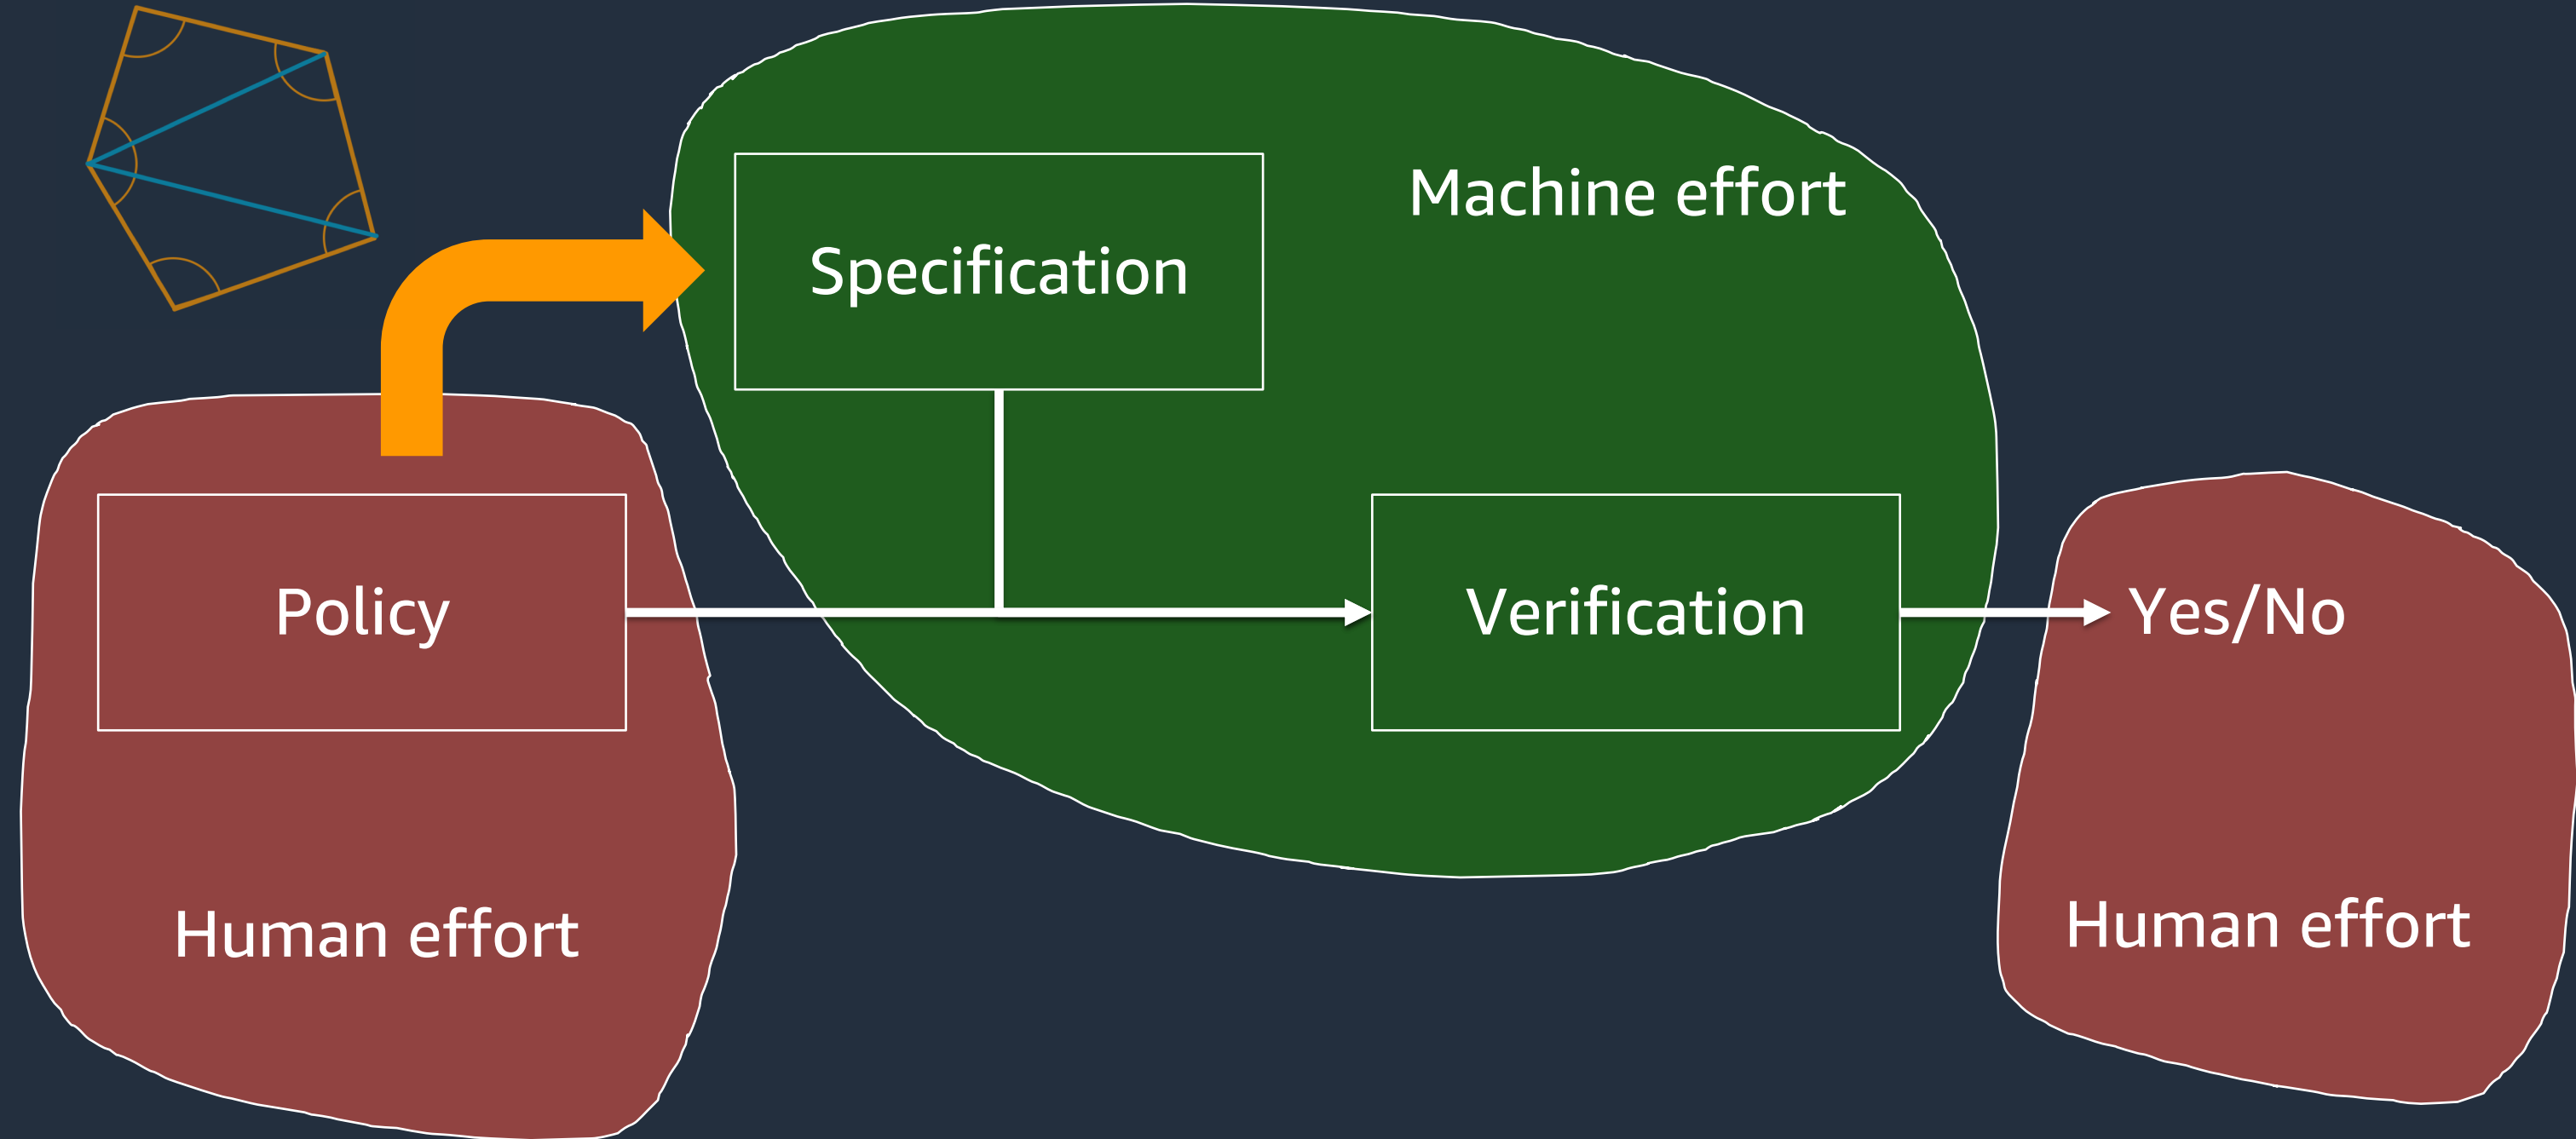 Machine effort
Specification
Policy
Verification
Yes/No
Human effort
Human effort